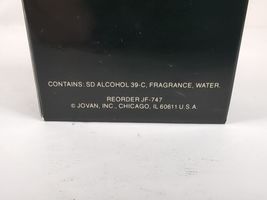 CONTAINS: SD ALCOHOL 39-C, FRAGRANCE, WATER.
REORDER JF-747
© JOVAN, INC., CHICAGO, IL 60611 U.S.A.